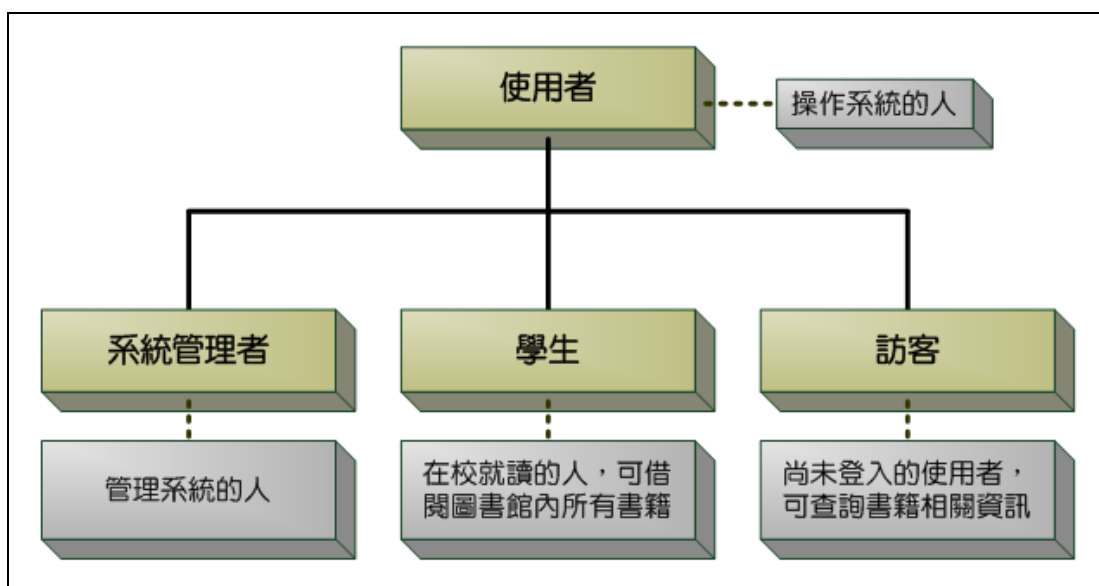 使用者
操作系統的人
系統管理者
學生
訪客
管理系統的人
在校就讀的人，可借
閱圖書館內所有書籍
尚未登入的使用者，
可查詢書籍相關資訊